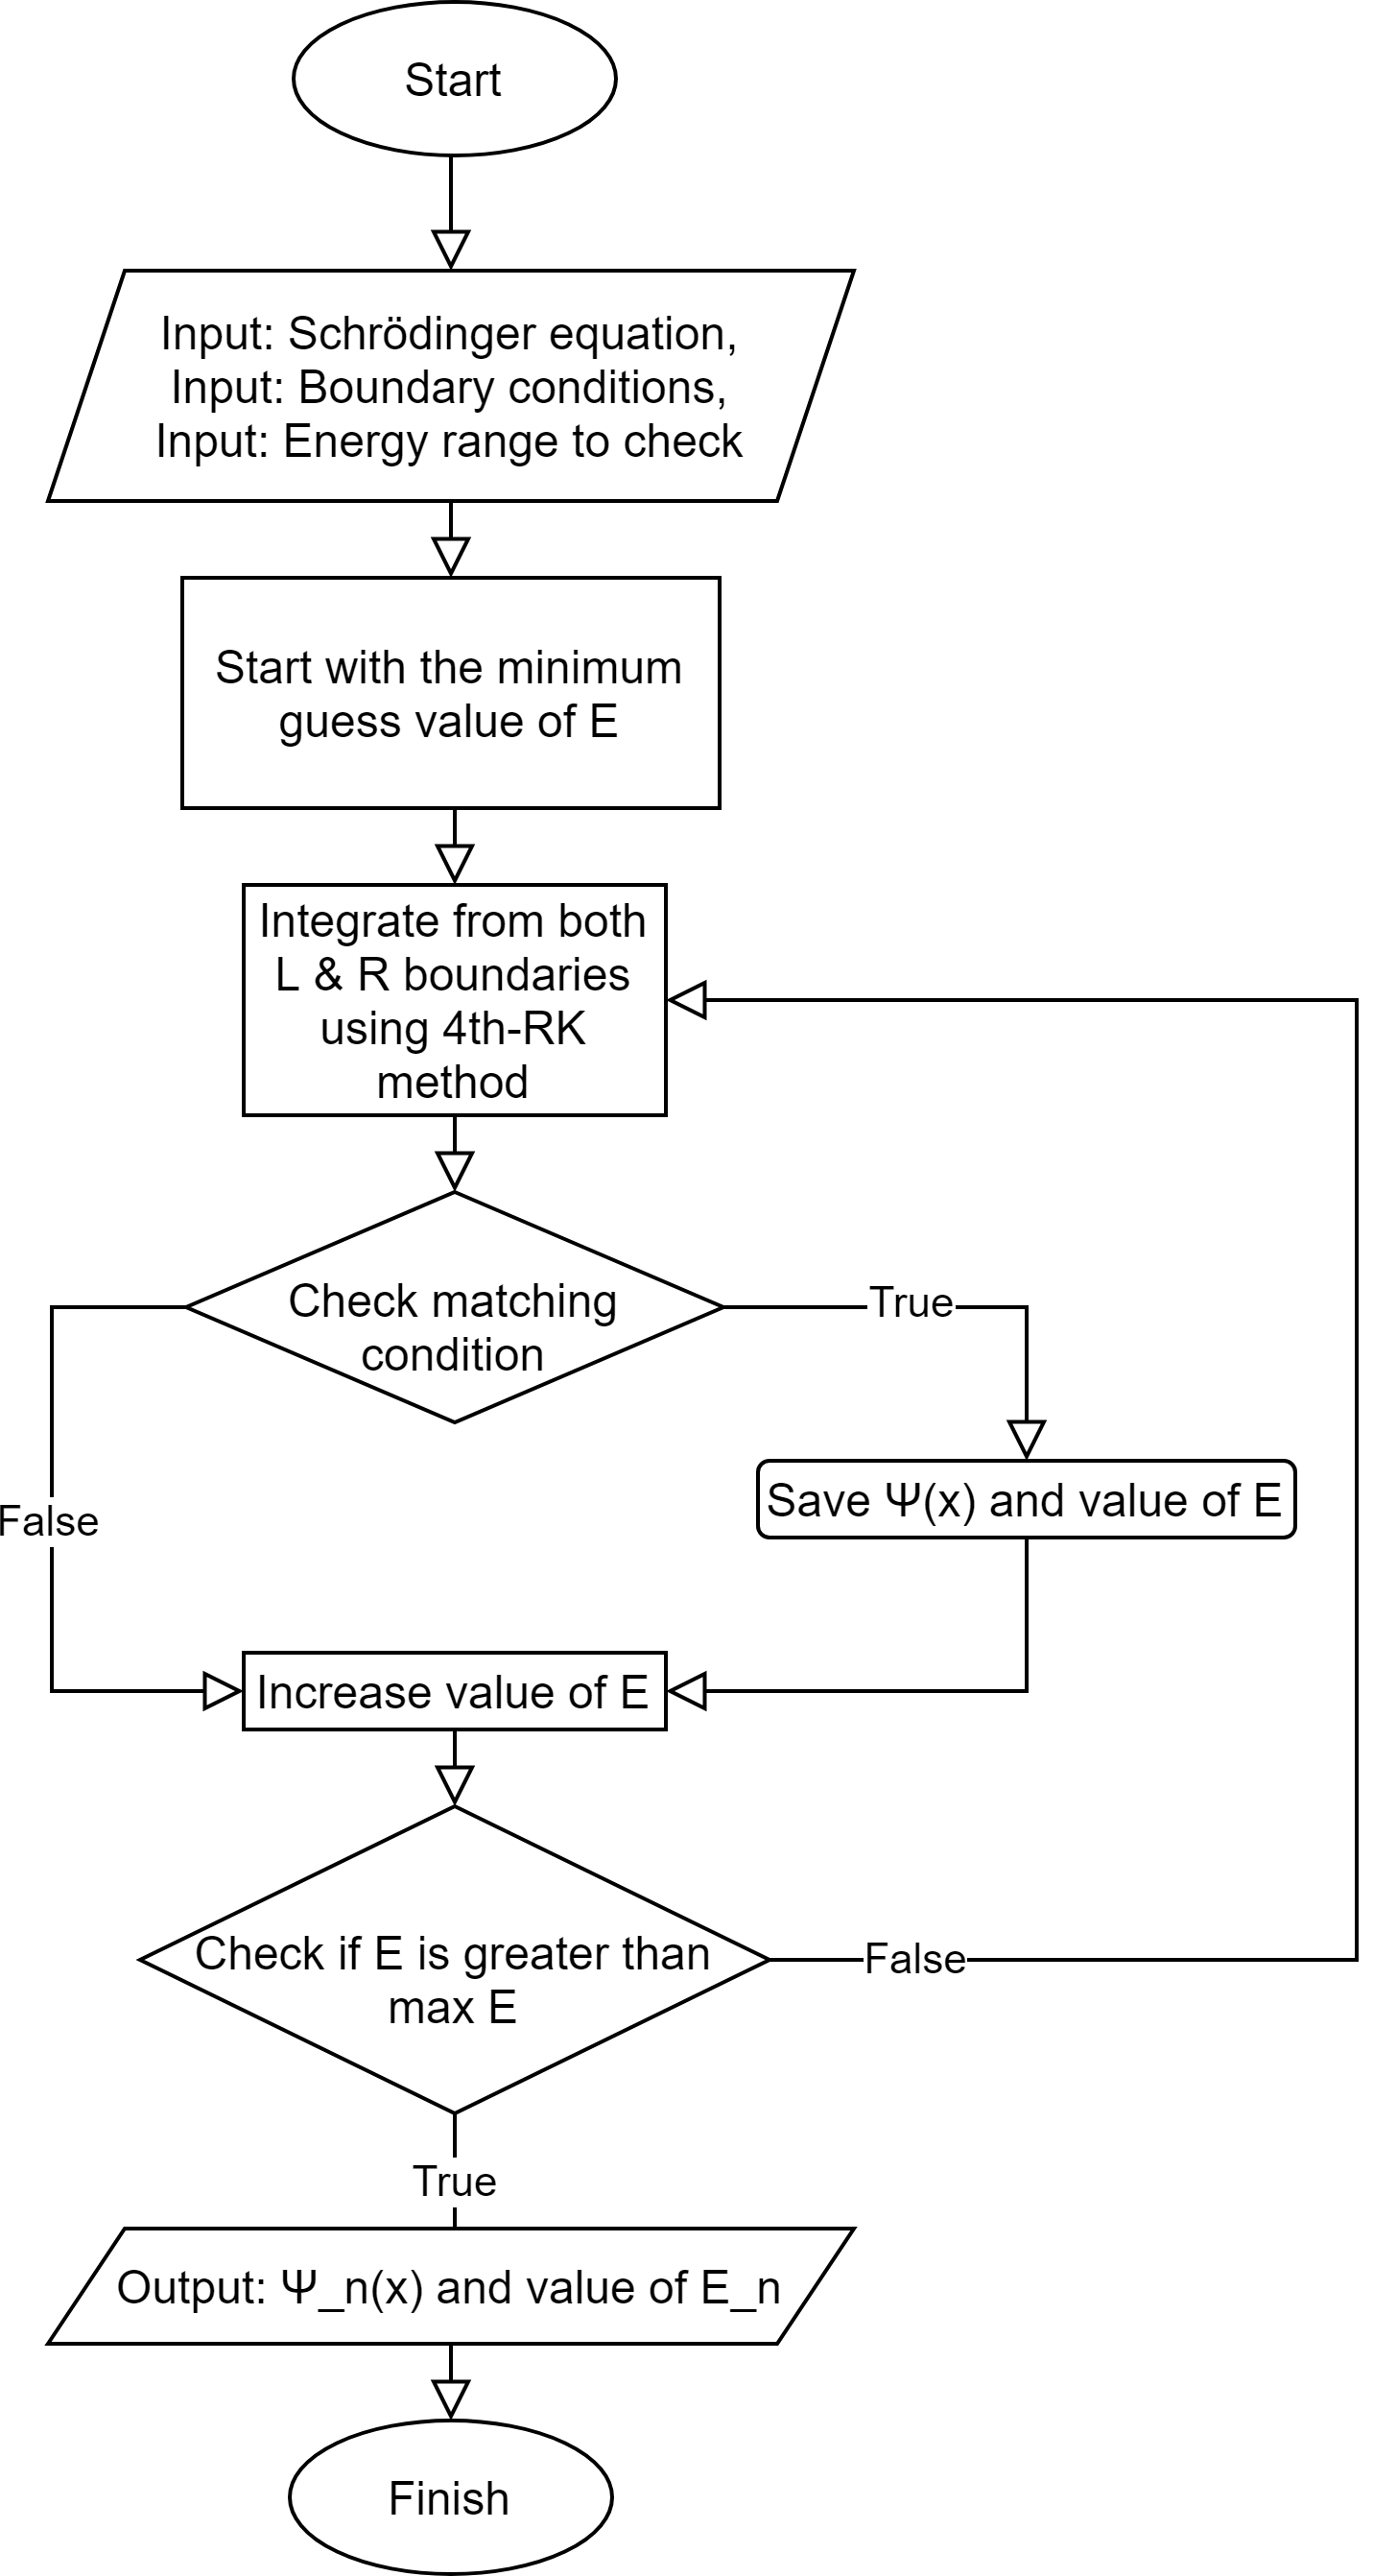 Start
Input: Schrödinger equation,
Input: Boundary conditions,
Input: Energy range to check
Start with the minimum
guess value of E
Integrate from both
L & R boundaries
using 4th-RK
method
Check matching
condition
True
Save Ψ(x) and value of E
False
Increase value of E
Check if E is greater than
max E
False
True
Output: Ψ_n(x) and value of E_n
Finish